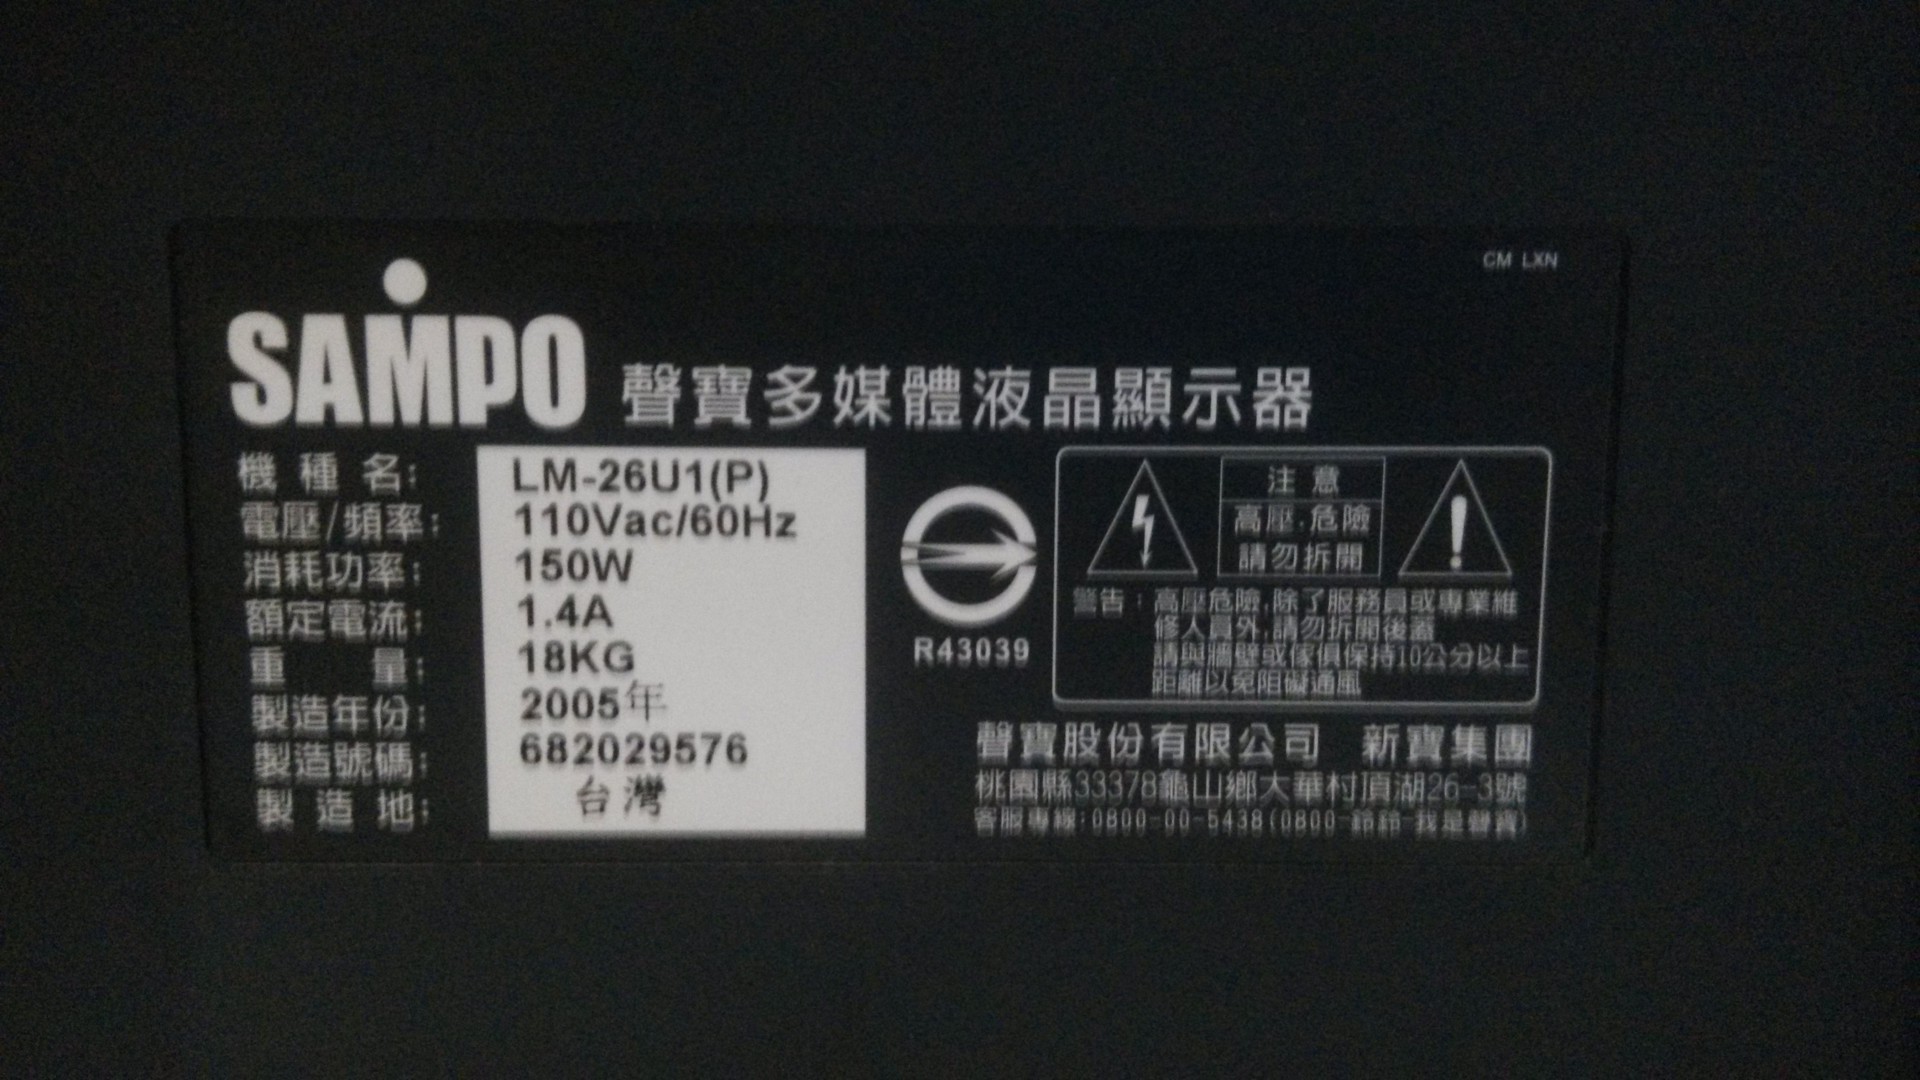 CM LXN
SAMPO 聲寶多媒體液晶顯示器
機種名: LM-26U1(P)
電壓/頻率: 110Vac/60Hz
消耗功率: 150W
額定電流: 1.4A
重量: 18KG
製造年份: 2005年
製造號碼: 682029576
製造地: 台灣
R43039
注意
高壓,危險
請勿拆開
警告:高壓危險,除了服務員或專業維
修人員外,請勿拆開後蓋
請與牆壁或傢俱保持10公分以上
距離以免阻礙通風
聲寶股份有限公司 新寶集團
桃園縣33378龜山鄉大華村頂湖26-3號
客服專線:0800-00-5438(0800-鈴鈴-我是聲寶)